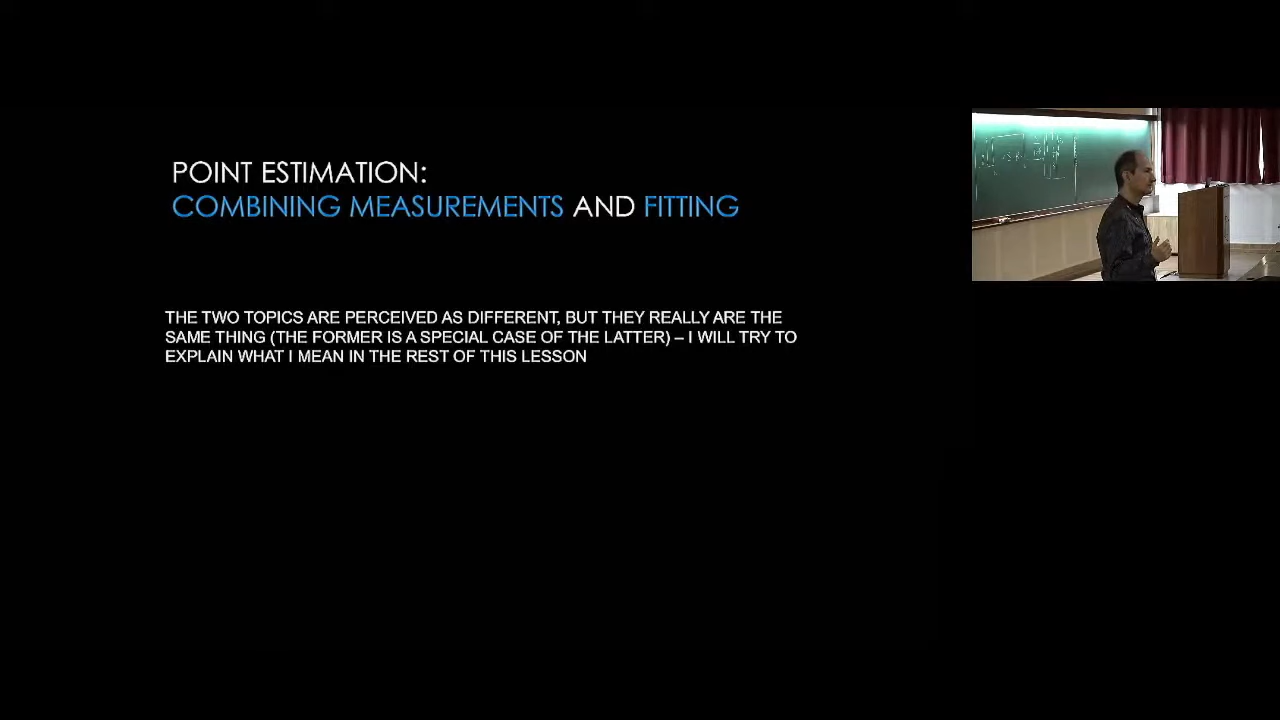 POINT ESTIMATION:
COMBINING MEASUREMENTS AND FITTING
THE TWO TOPICS ARE PERCEIVED AS DIFFERENT, BUT THEY REALLY ARE THE
SAME THING (THE FORMER IS A SPECIAL CASE OF THE LATTER) – I WILL TRY TO
EXPLAIN WHAT I MEAN IN THE REST OF THIS LESSON